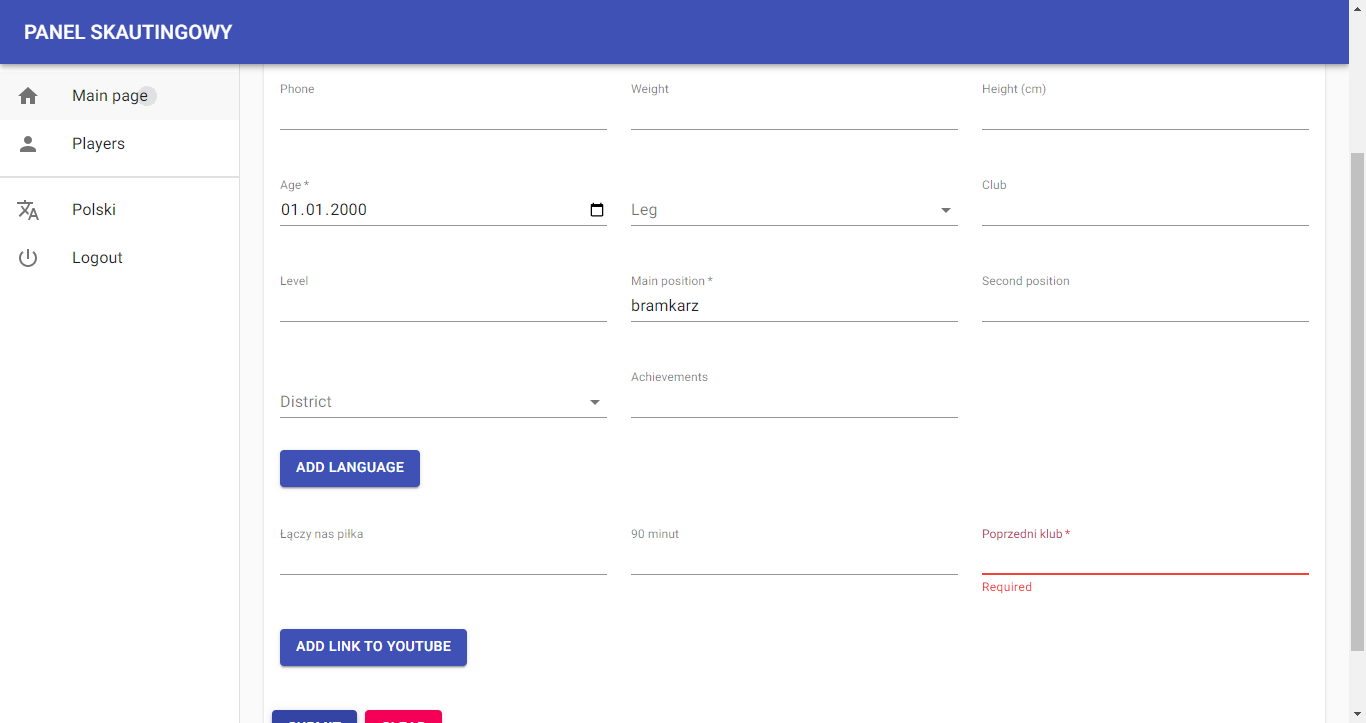 PANEL SKAUTINGOWY
Main page
Players
Polski
Logout
Phone
Weight
Height (cm)
Age *
01.01.2000
Leg
Club
Level
Main position *
bramkarz
Second position
District
Achievements
ADD LANGUAGE
Łączy nas piłka
90 minut
Poprzedni klub *
Required
ADD LINK TO YOUTUBE
SUBMIT
CLEAR